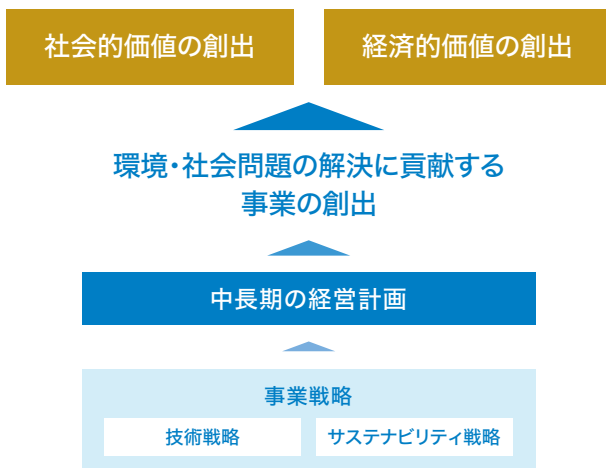 社会的価値の創出
経済的価値の創出
環境・社会問題の解決に貢献する
事業の創出
中長期の経営計画
事業戦略
技術戦略
サステナビリティ戦略